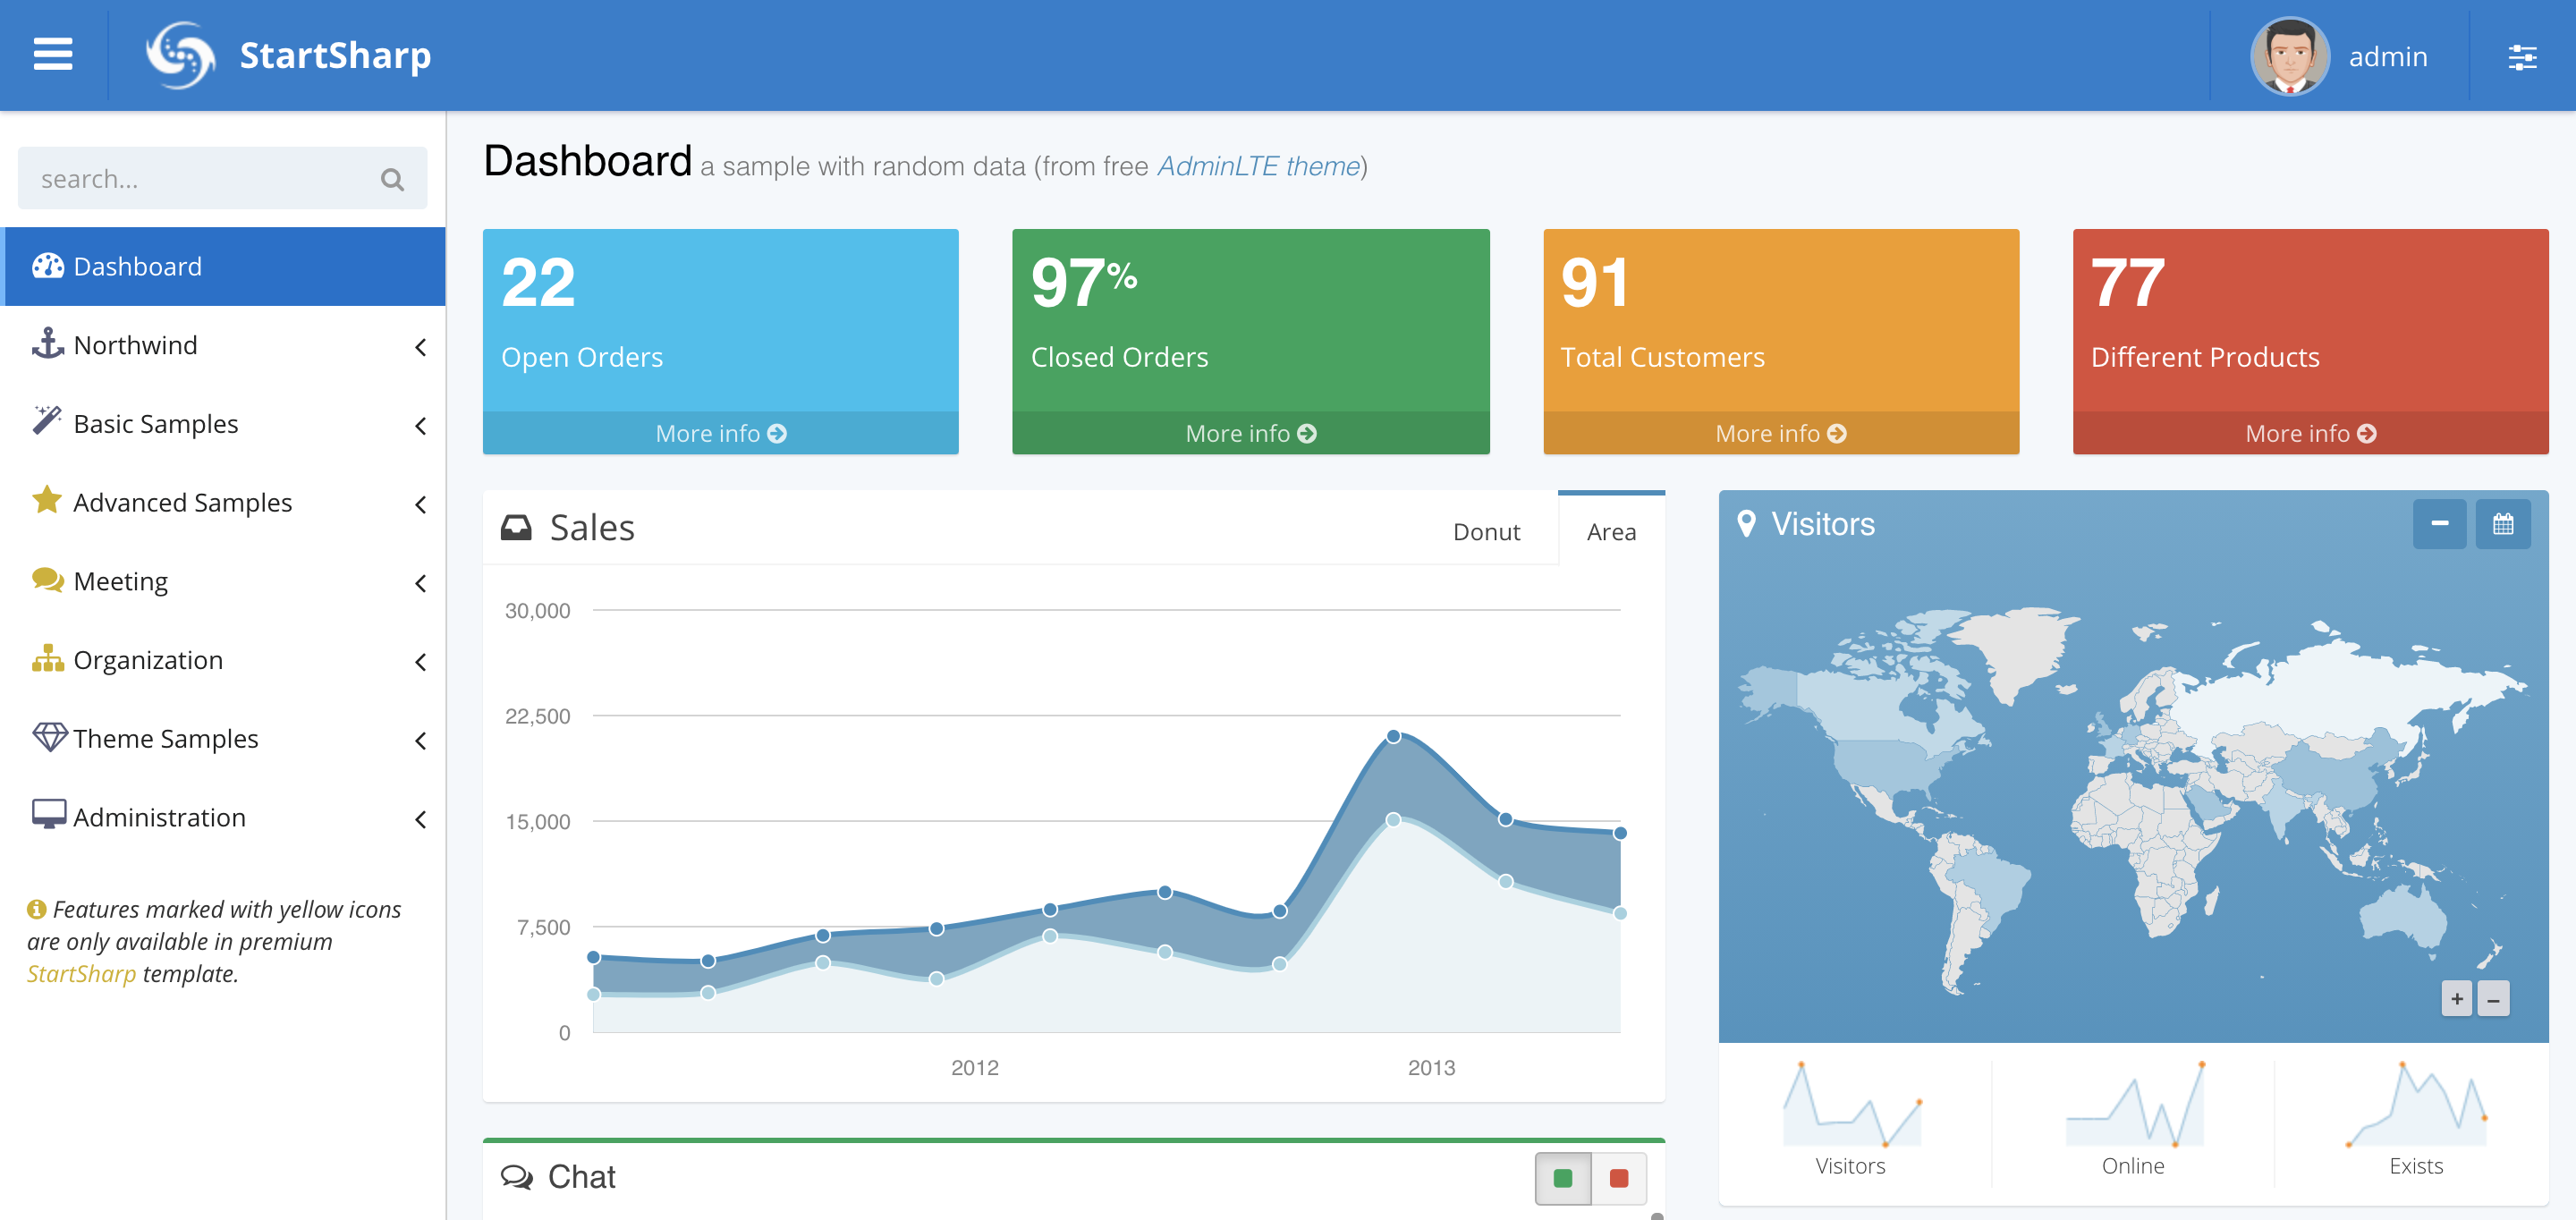 StartSharp
admin
search...
Dashboard
Northwind
Basic Samples
Advanced Samples
Meeting
Organization
Theme Samples
Administration
Features marked with yellow icons
are only available in premium
StartSharp template.
Dashboard a sample with random data (from free AdminLTE theme)
22
Open Orders
More info
97%
Closed Orders
More info
91
Total Customers
More info
77
Different Products
More info
Sales
Donut
Area
30,000
22,500
15,000
7,500
0
2012
2013
Visitors
+
–
Visitors
Online
Exists
Chat